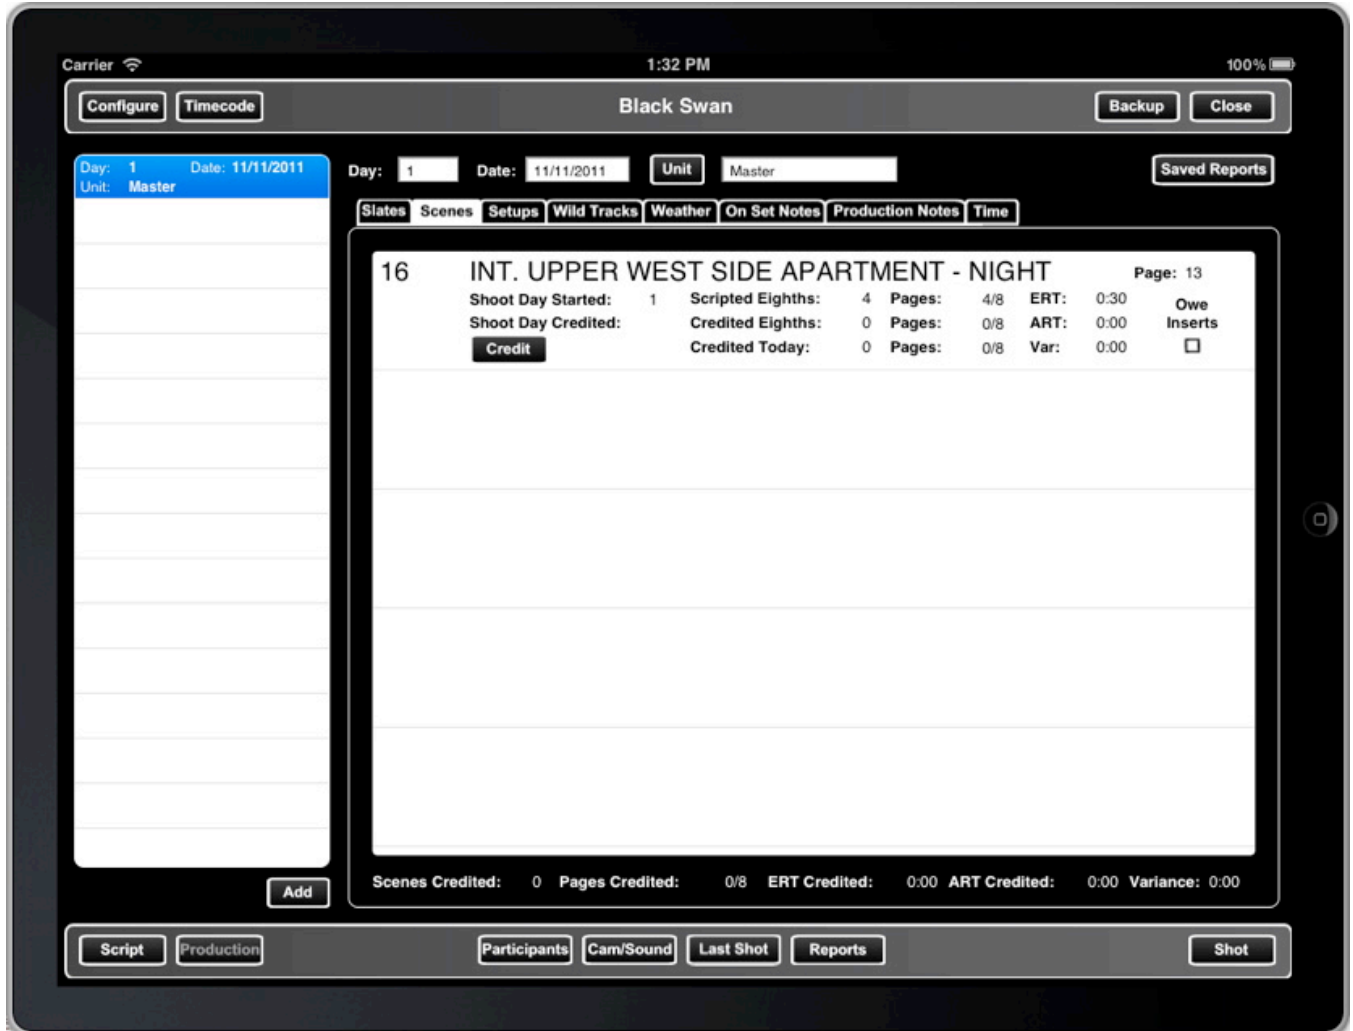 Carrier 1:32 PM 100%
Configure Timecode Black Swan Backup Close
Day: 1 Date: 11/11/2011
Unit: Master
Day: 1 Date: 11/11/2011 Unit Master Saved Reports
Slates Scenes Setups Wild Tracks Weather On Set Notes Production Notes Time
16 INT. UPPER WEST SIDE APARTMENT - NIGHT Page: 13
Shoot Day Started: 1 Scripted Eighths: 4 Pages: 4/8 ERT: 0:30 Owe
Shoot Day Credited: Credited Eighths: 0 Pages: 0/8 ART: 0:00 Inserts
Credit Credited Today: 0 Pages: 0/8 Var: 0:00
Add
Scenes Credited: 0 Pages Credited: 0/8 ERT Credited: 0:00 ART Credited: 0:00 Variance: 0:00
Script Production Participants Cam/Sound Last Shot Reports Shot